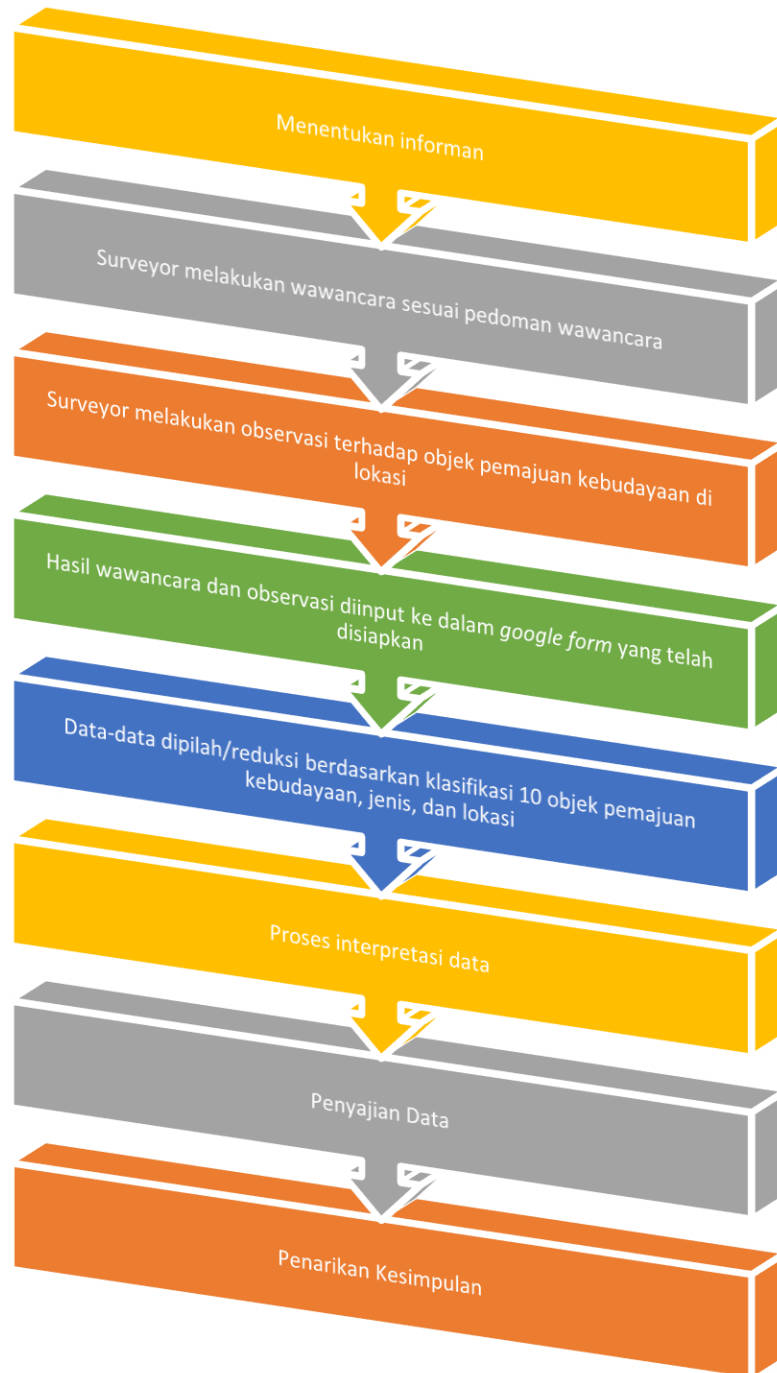 Menentukan informan
Surveyor melakukan wawancara sesuai pedoman wawancara
Surveyor melakukan observasi terhadap objek pemajuan kebudayaan di
lokasi
Hasil wawancara dan observasi diinput ke dalam google form yang telah
disiapkan
Data-data dipilah/reduksi berdasarkan klasifikasi 10 objek pemajuan
kebudayaan, jenis, dan lokasi
Proses interpretasi data
Penyajian Data
Penarikan Kesimpulan